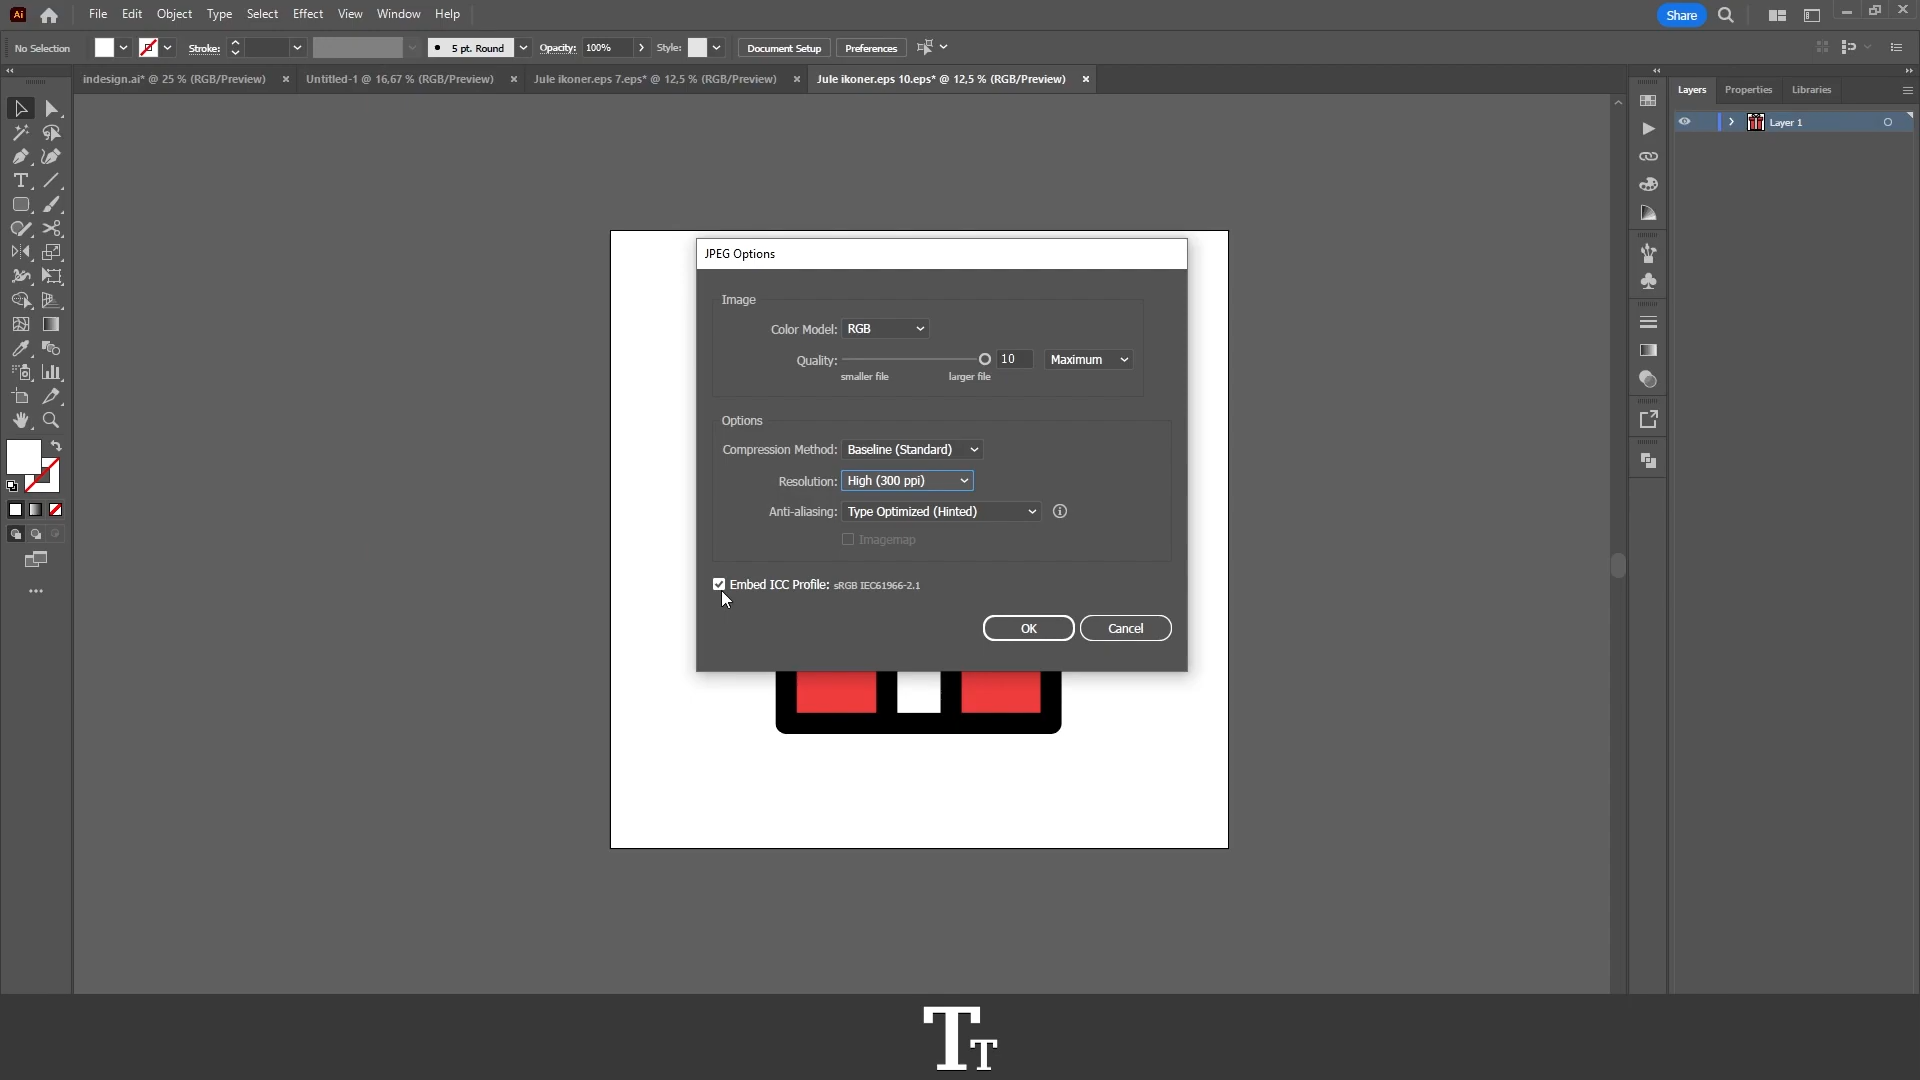 Ai File Edit Object Type Select Effect View Window Help Share
No Selection Stroke: 5 pt. Round Opacity: 100% Style: Document Setup Preferences
indesign.ai* @ 25 % (RGB/Preview) Untitled-1 @ 16,67 % (RGB/Preview) Jule ikoner.eps 7.eps* @ 12,5 % (RGB/Preview) Jule ikoner.eps 10.eps* @ 12,5 % (RGB/Preview)
Layers Properties Libraries
Layer 1
JPEG Options
Image
Color Model: RGB
Quality: 10 Maximum
smaller file larger file
Options
Compression Method: Baseline (Standard)
Resolution: High (300 ppi)
Anti-aliasing: Type Optimized (Hinted)
Imagemap
Embed ICC Profile: sRGB IEC61966-2.1
OK Cancel
TT